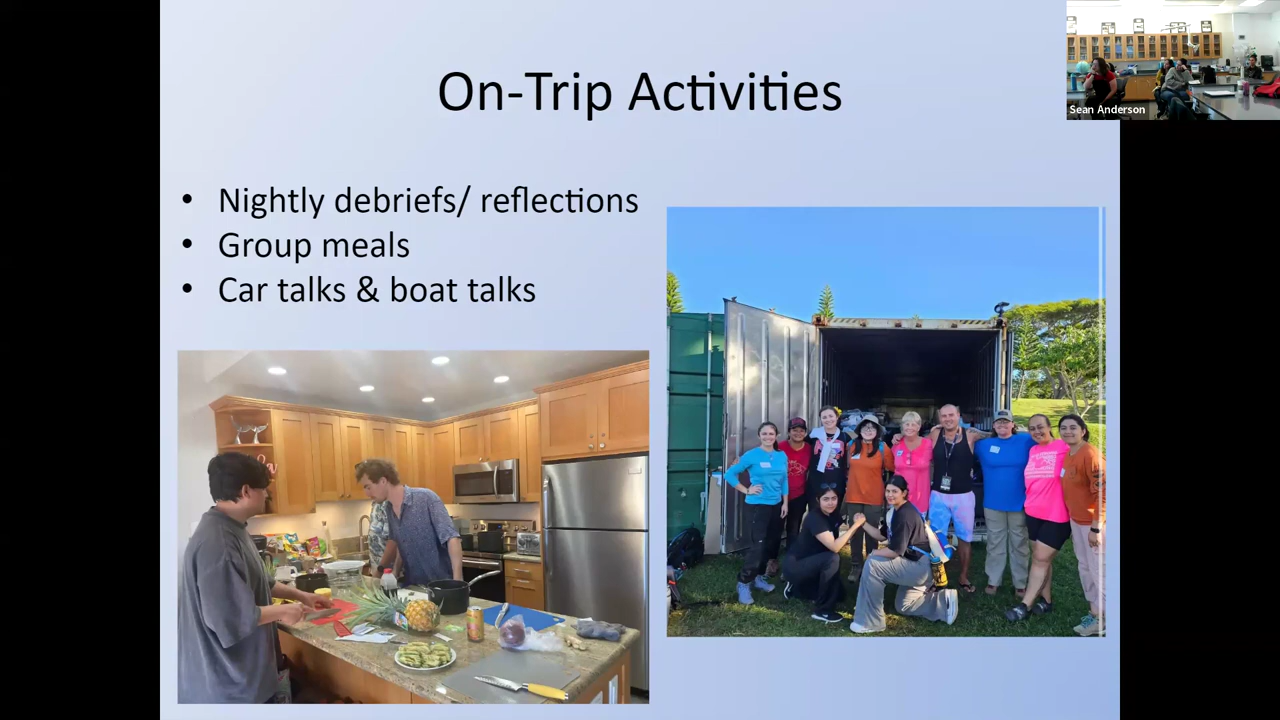 On-Trip Activities
Sean Anderson
• Nightly debriefs/ reflections
• Group meals
• Car talks & boat talks